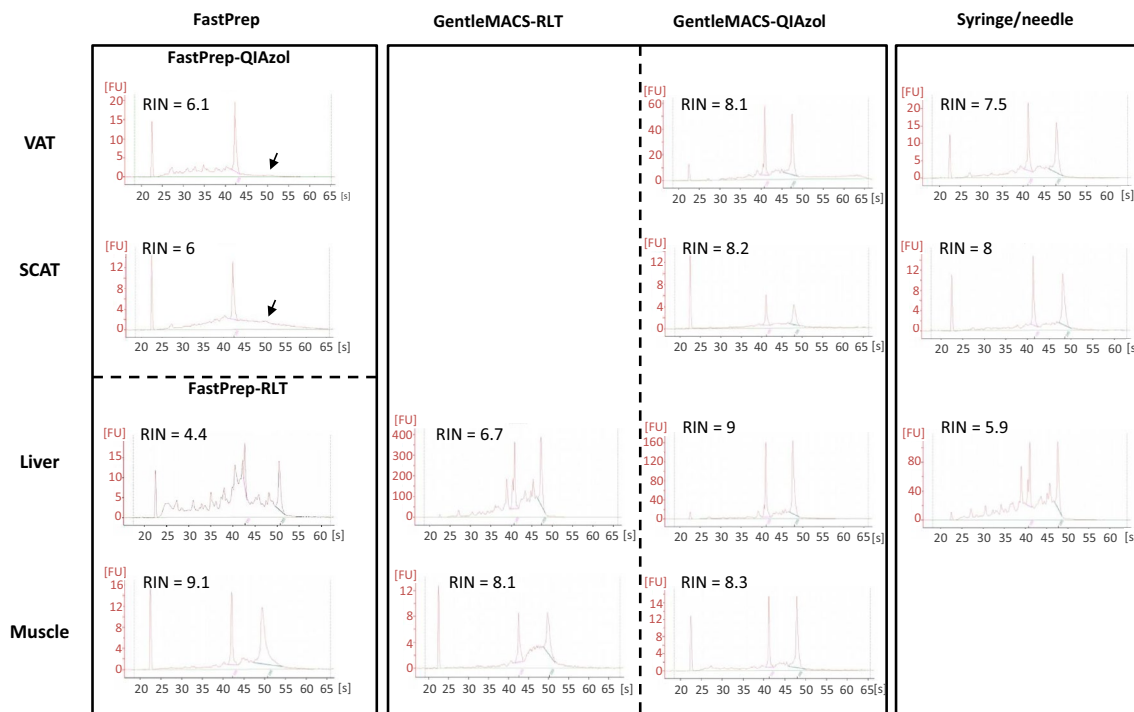 FastPrep GentleMACS-RLT GentleMACS-QIAzol Syringe/needle
FastPrep-QIAzol
VAT
[FU]
RIN = 6.1
20
15
10
5
0
20 25 30 35 40 45 50 55 60 65 [s]
[FU]
RIN = 8.1
60
40
20
0
20 25 30 35 40 45 50 55 60 65 [s]
[FU]
RIN = 7.5
20
15
10
5
0
20 25 30 35 40 45 50 55 60 65 [s]
SCAT
[FU]
RIN = 6
12
8
4
2
0
20 25 30 35 40 45 50 55 60 65 [s]
[FU]
RIN = 8.2
12
8
4
2
0
20 25 30 35 40 45 50 55 60 65 [s]
[FU]
RIN = 8
12
8
4
2
0
20 25 30 35 40 45 50 55 60 65 [s]
FastPrep-RLT
Liver
[FU]
RIN = 4.4
15
10
5
0
20 25 30 35 40 45 50 55 60 [s]
[FU]
RIN = 6.7
400
300
200
100
0
20 25 30 35 40 45 50 55 60 65 [s]
[FU]
RIN = 9
160
120
80
40
0
20 25 30 35 40 45 50 55 60 65 [s]
[FU]
RIN = 5.9
80
40
20
0
20 25 30 35 40 45 50 55 60 65 [s]
Muscle
[FU]
RIN = 9.1
16
12
8
4
0
20 25 30 35 40 45 50 55 60 65 [s]
[FU]
RIN = 8.1
12
8
4
0
20 25 30 35 40 45 50 55 60 65 [s]
[FU]
RIN = 8.3
14
12
8
4
0
20 25 30 35 40 45 50 55 60 65 [s]